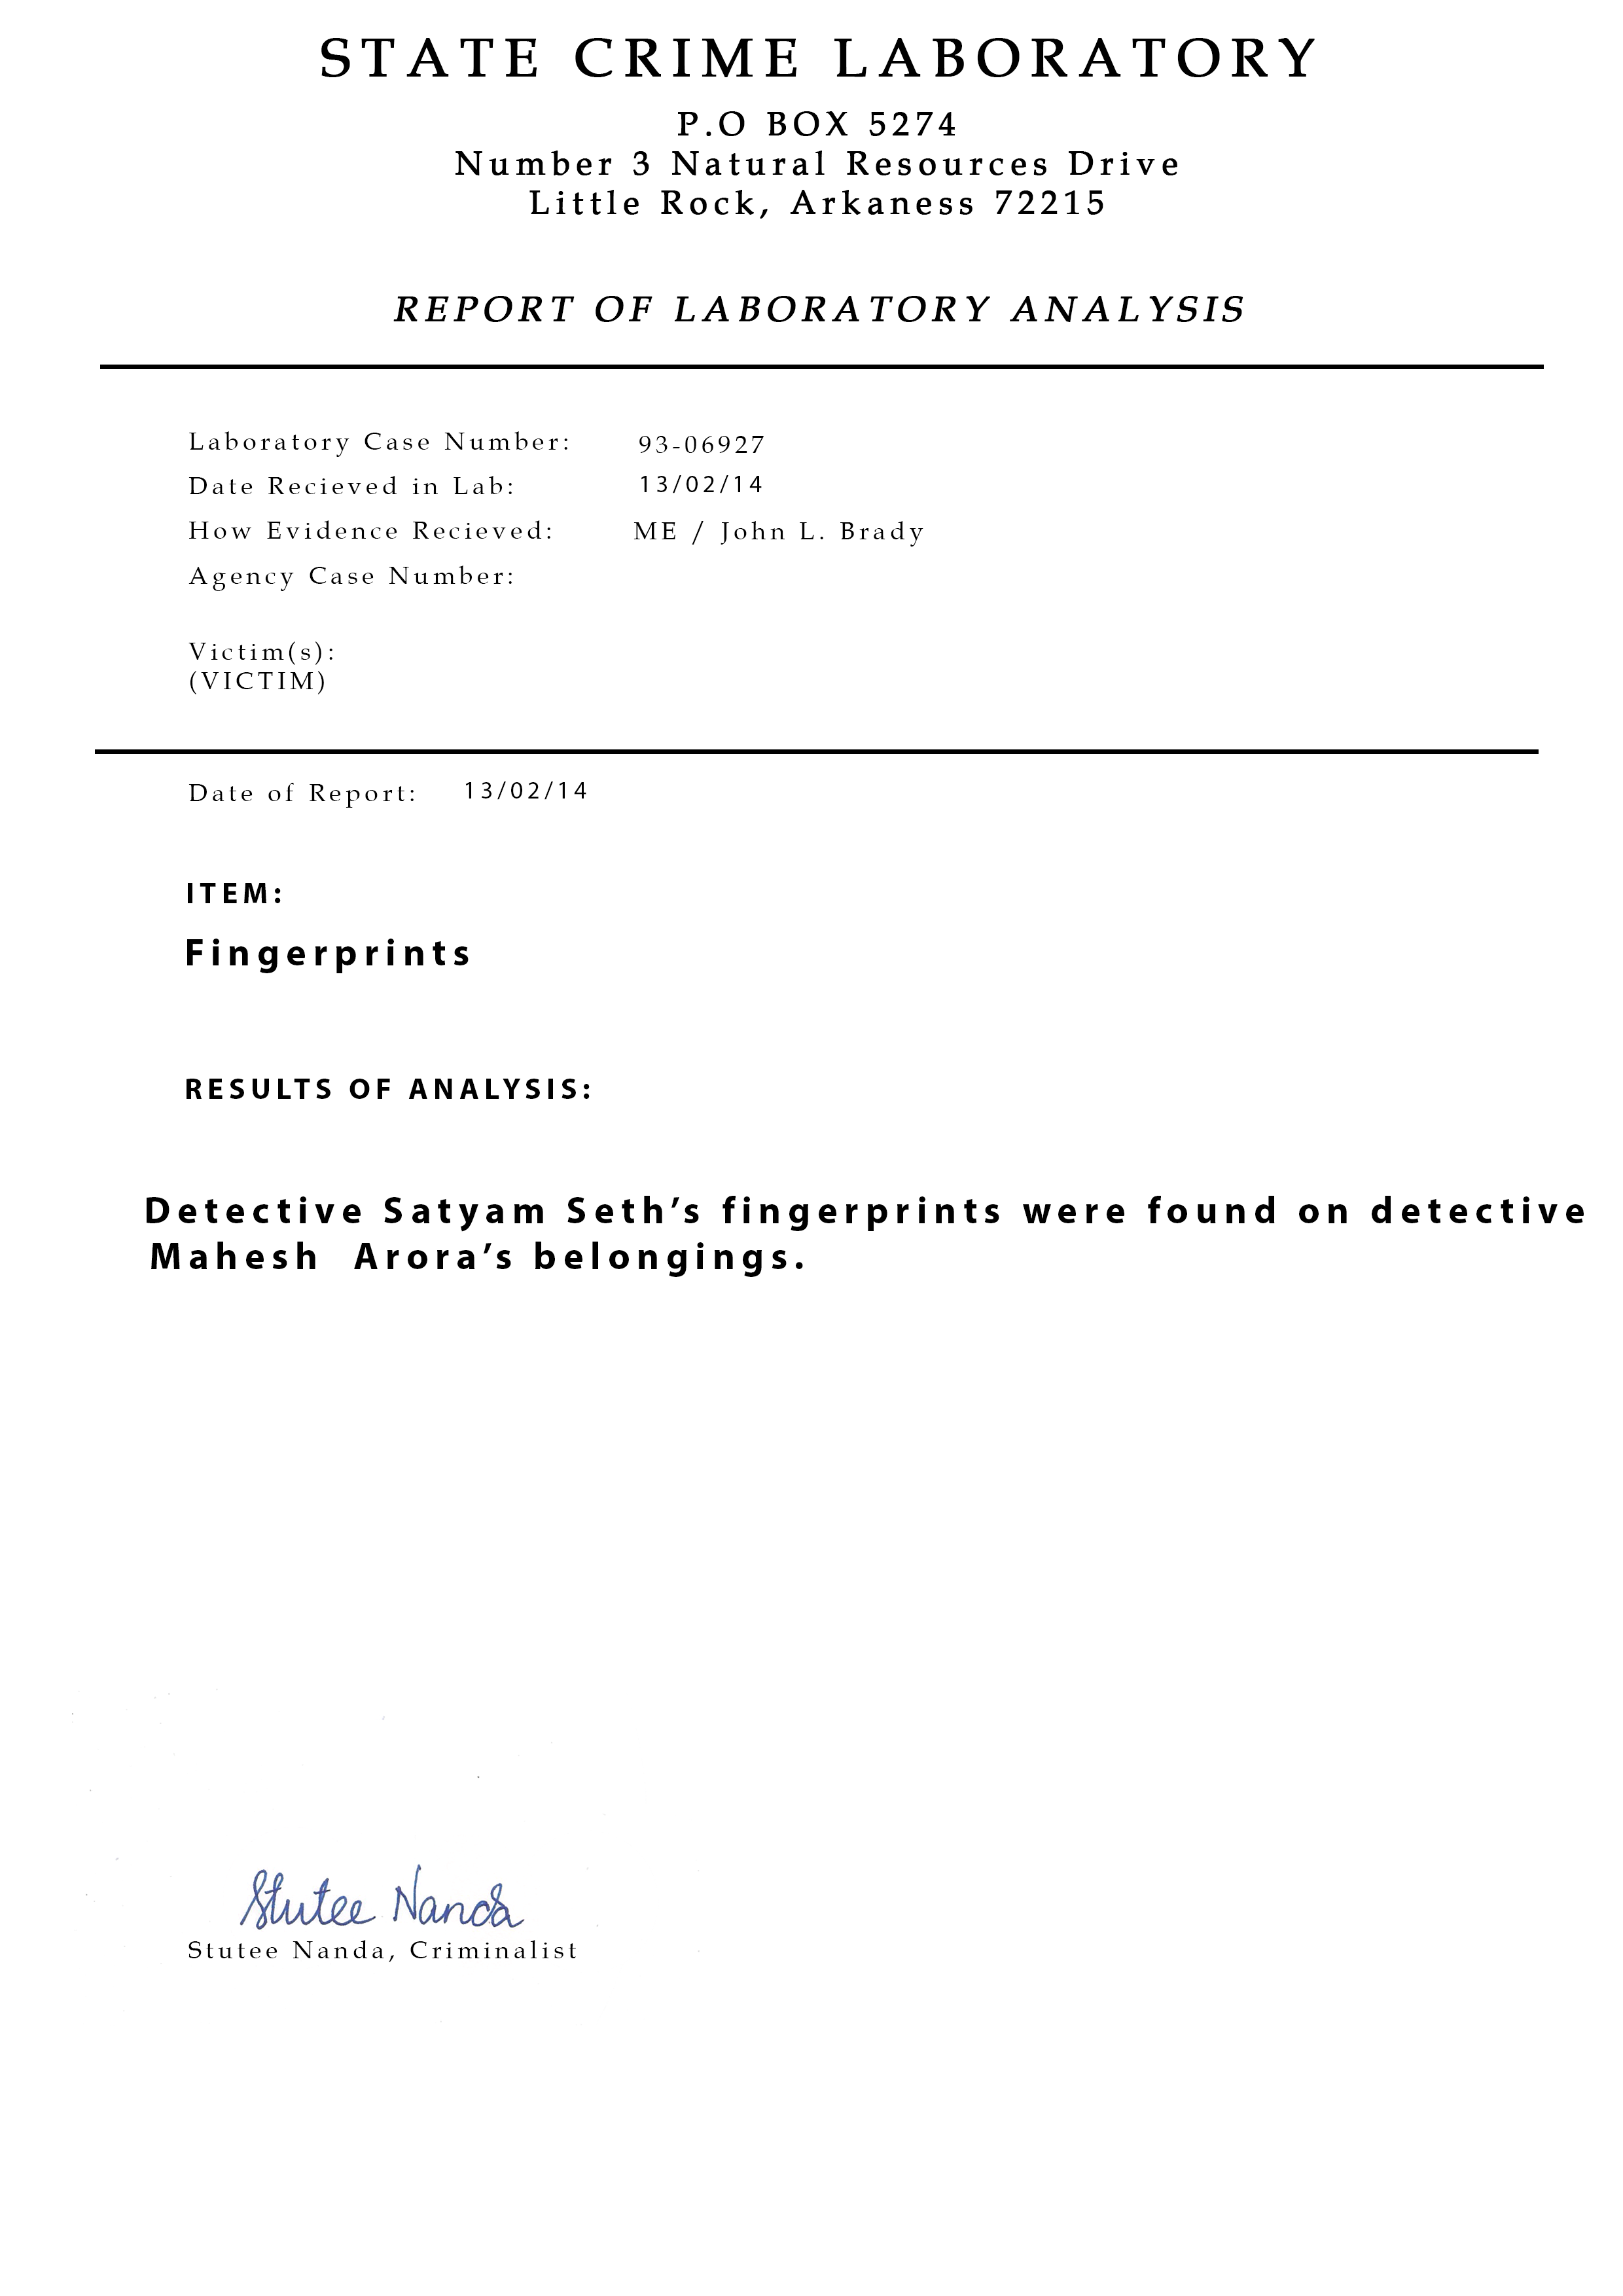 STATE CRIME LABORATORY
P.O BOX 5274
Number 3 Natural Resources Drive
Little Rock, Arkaness 72215
REPORT OF LABORATORY ANALYSIS
Laboratory Case Number: 93-06927
Date Recieved in Lab: 13/02/14
How Evidence Recieved: ME / John L. Brady
Agency Case Number:
Victim(s):
(VICTIM)
Date of Report: 13/02/14
ITEM:
Fingerprints
RESULTS OF ANALYSIS:
Detective Satyam Seth’s fingerprints were found on detective
Mahesh Arora’s belongings.
Stutee Nanda
Stutee Nanda, Criminalist